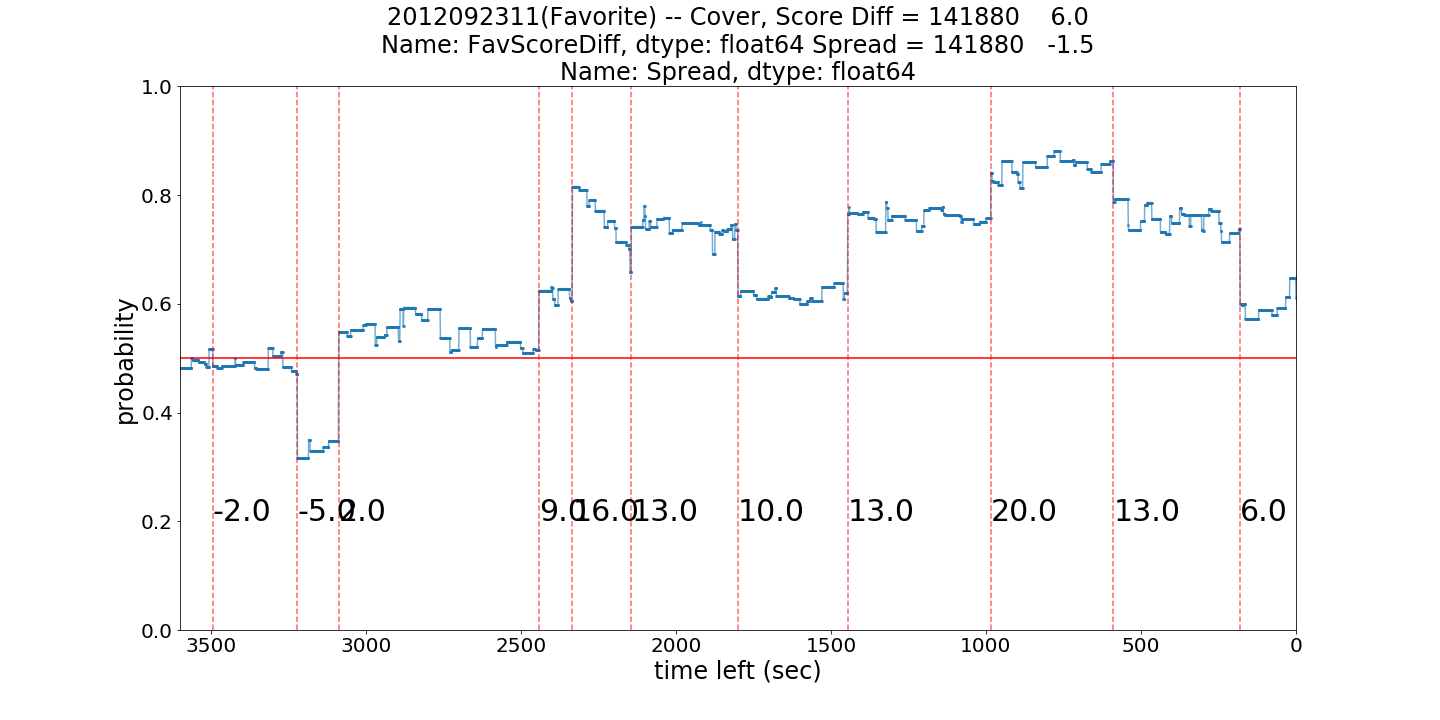 2012092311(Favorite) -- Cover, Score Diff = 141880    6.0
Name: FavScoreDiff, dtype: float64 Spread = 141880   -1.5
Name: Spread, dtype: float64
1.0
0.8
0.6
0.4
0.2
0.0
probability
-2.0 -5.0 2.0 9.0 16.0 13.0 10.0 13.0 20.0 13.0 6.0
3500 3000 2500 2000 1500 1000 500 0
time left (sec)